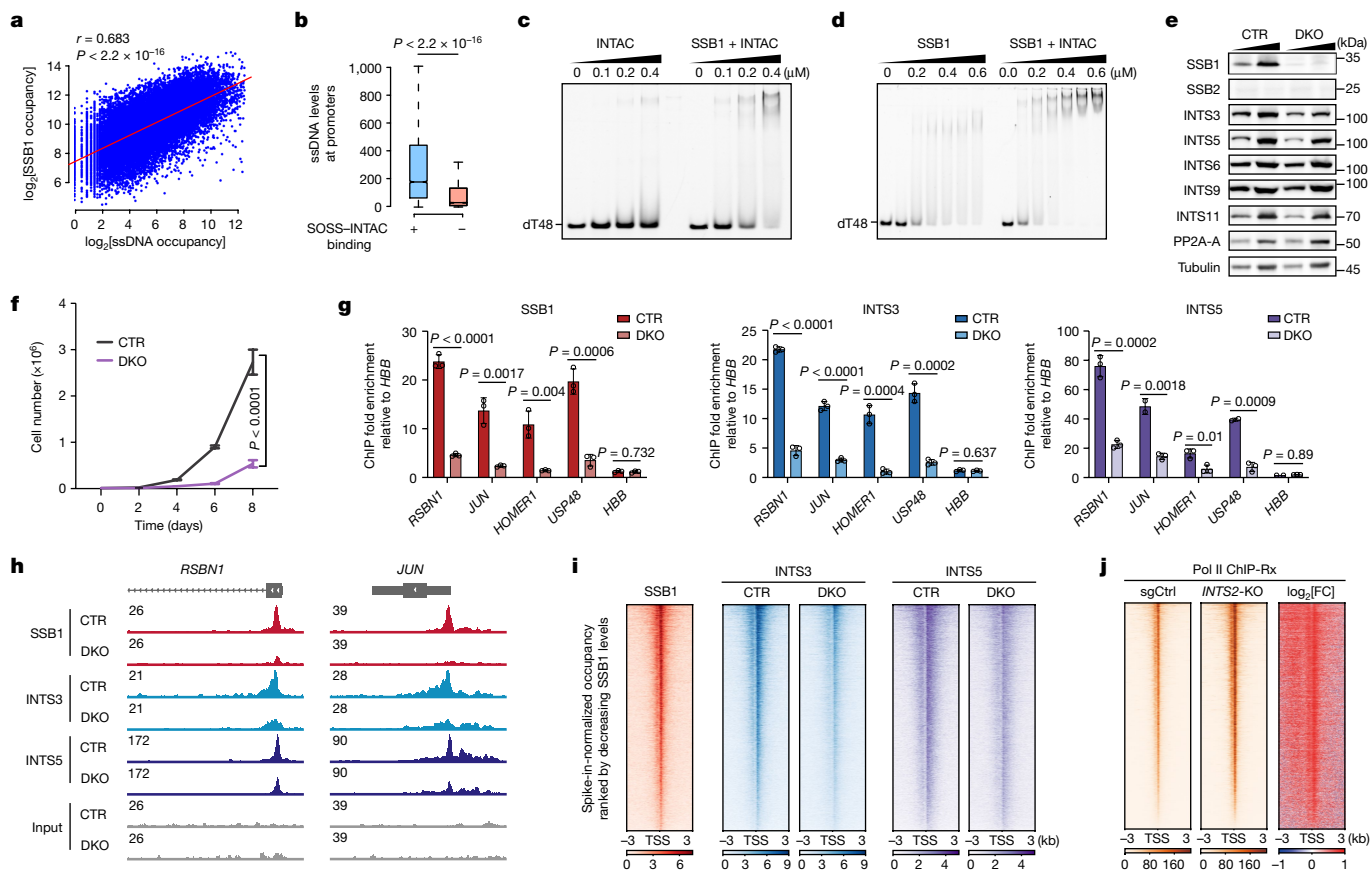 a
r = 0.683
P < 2.2 × 10−16
log2[SSB1 occupancy]
14
12
10
8
6
0 2 4 6 8 10 12
log2[ssDNA occupancy]
b
P < 2.2 × 10−16
ssDNA levels
at promoters
1,000
800
600
400
200
0
SOSS–INTAC
binding
+ −
c
INTAC SSB1 + INTAC
0 0.1 0.2 0.4 0 0.1 0.2 0.4 (μM)
dT48
d
SSB1 SSB1 + INTAC
0.0 0.2 0.4 0.6 0.0 0.2 0.4 0.6 (μM)
dT48
e
CTR DKO (kDa)
SSB1 35
SSB2 25
INTS3 100
INTS5 100
INTS6 100
INTS9 100
INTS11 70
PP2A-A 50
Tubulin 45
f
Cell number (×10⁶)
4
3
2
1
0
CTR
DKO
P < 0.0001
0 2 4 6 8
Time (days)
g
SSB1
CTR
DKO
ChIP fold enrichment
relative to HBB
30
20
10
0
P < 0.0001
P = 0.0017
P = 0.004
P = 0.0006
P = 0.732
RSBN1 JUN HOMER1 USP48 HBB
INTS3
CTR
DKO
ChIP fold enrichment
relative to HBB
25
20
15
10
5
0
P < 0.0001
P < 0.0001
P = 0.0004
P = 0.0002
P = 0.637
RSBN1 JUN HOMER1 USP48 HBB
INTS5
CTR
DKO
ChIP fold enrichment
relative to HBB
100
80
60
40
20
0
P = 0.0002
P = 0.0018
P = 0.01
P = 0.0009
P = 0.89
RSBN1 JUN HOMER1 USP48 HBB
h
RSBN1 JUN
SSB1
CTR 26 39
DKO 26 39
INTS3
CTR 21 28
DKO 21 28
INTS5
CTR 172 90
DKO 172 90
Input
CTR 26 39
DKO 26 39
i
Spike-in-normalized occupancy
ranked by decreasing SSB1 levels
INTS3 INTS5
SSB1 CTR DKO CTR DKO
−3 TSS 3 −3 TSS 3 −3 TSS 3 −3 TSS 3 −3 TSS 3 (kb)
0 3 6 0 3 6 9 0 3 6 9 0 2 4 0 2 4
j
Pol II ChIP-Rx
sgCtrl INTS2-KO log2[FC]
−3 TSS 3 −3 TSS 3 −3 TSS 3 (kb)
0 80 160 0 80 160 −1 0 1